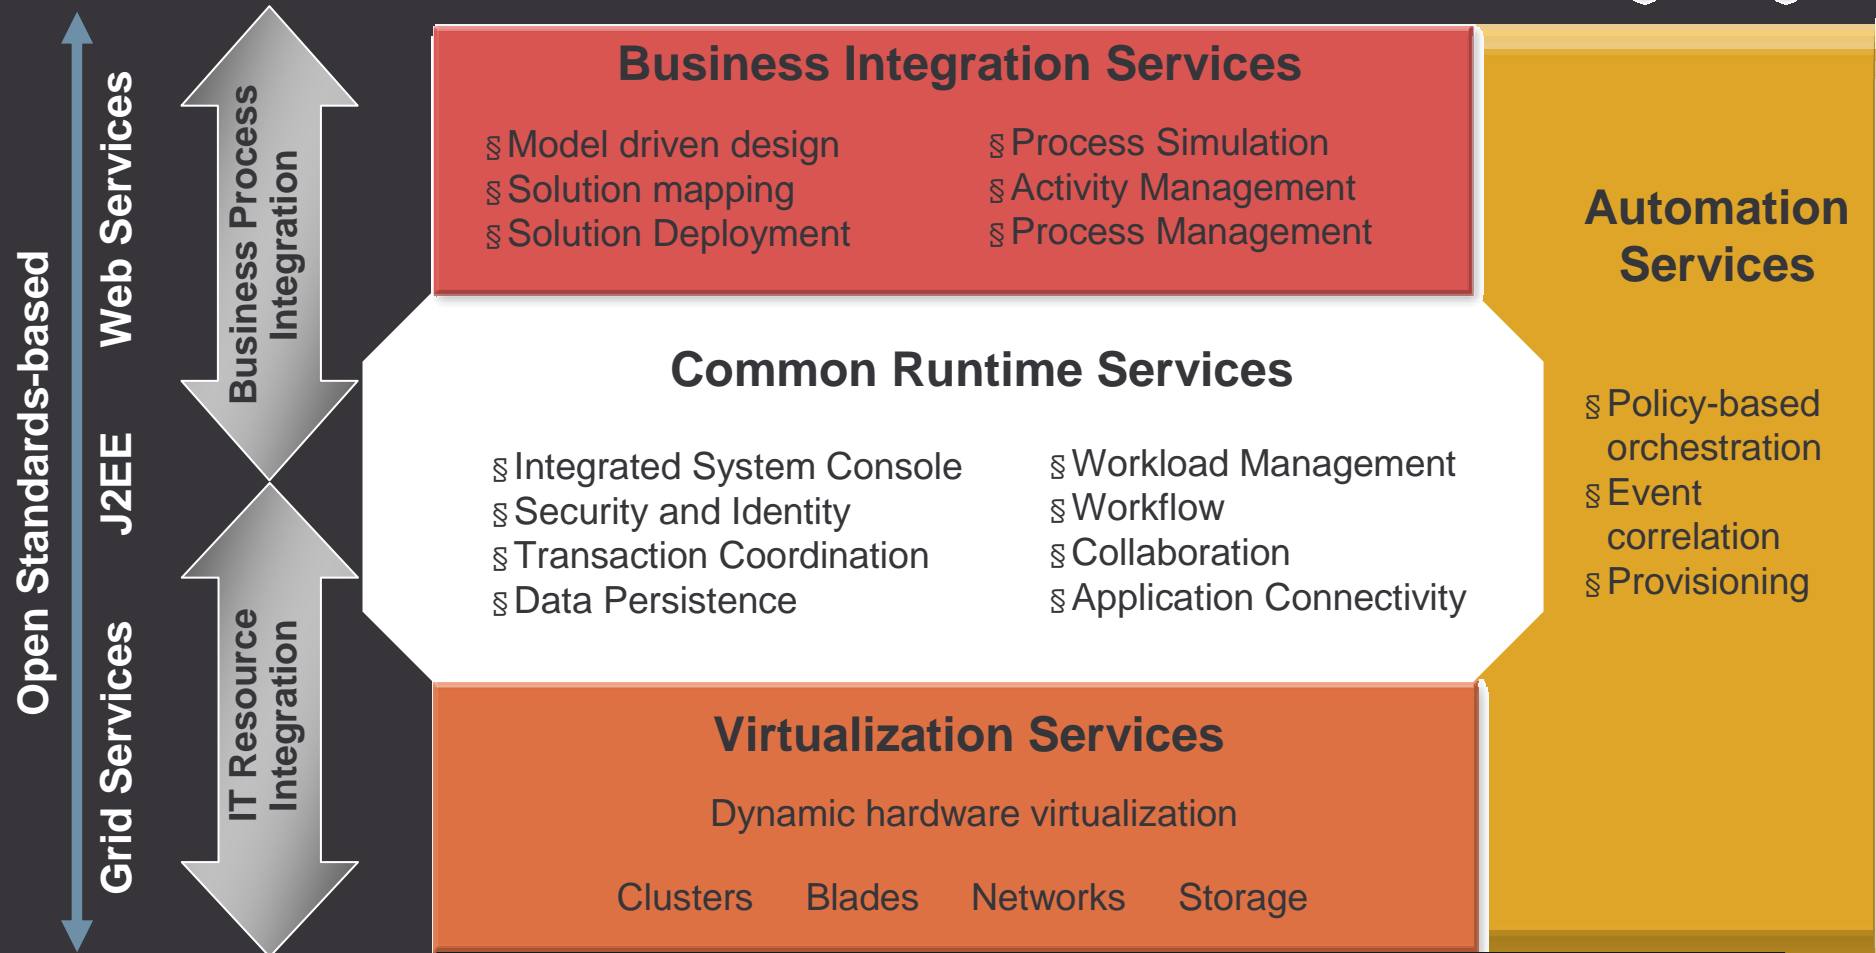 Open Standards-based
Web Services
J2EE
Grid Services
Business Process
Integration
IT Resource
Integration
Business Integration Services
§ Model driven design
§ Solution mapping
§ Solution Deployment
§ Process Simulation
§ Activity Management
§ Process Management
Common Runtime Services
§ Integrated System Console
§ Security and Identity
§ Transaction Coordination
§ Data Persistence
§ Workload Management
§ Workflow
§ Collaboration
§ Application Connectivity
Virtualization Services
Dynamic hardware virtualization
Clusters Blades Networks Storage
Automation
Services
§ Policy-based
orchestration
§ Event
correlation
§ Provisioning